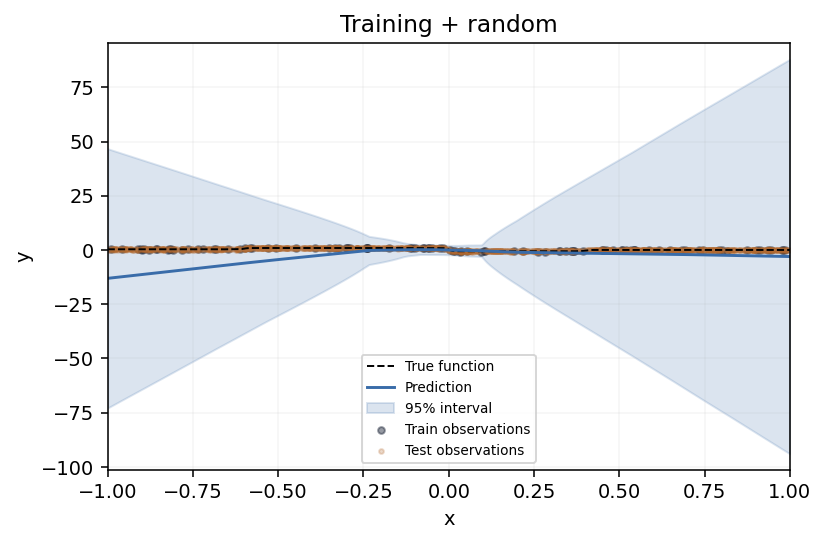 Training + random
y
75
50
25
0
−25
−50
−75
−100
True function
Prediction
95% interval
Train observations
Test observations
−1.00 −0.75 −0.50 −0.25 0.00 0.25 0.50 0.75 1.00
x